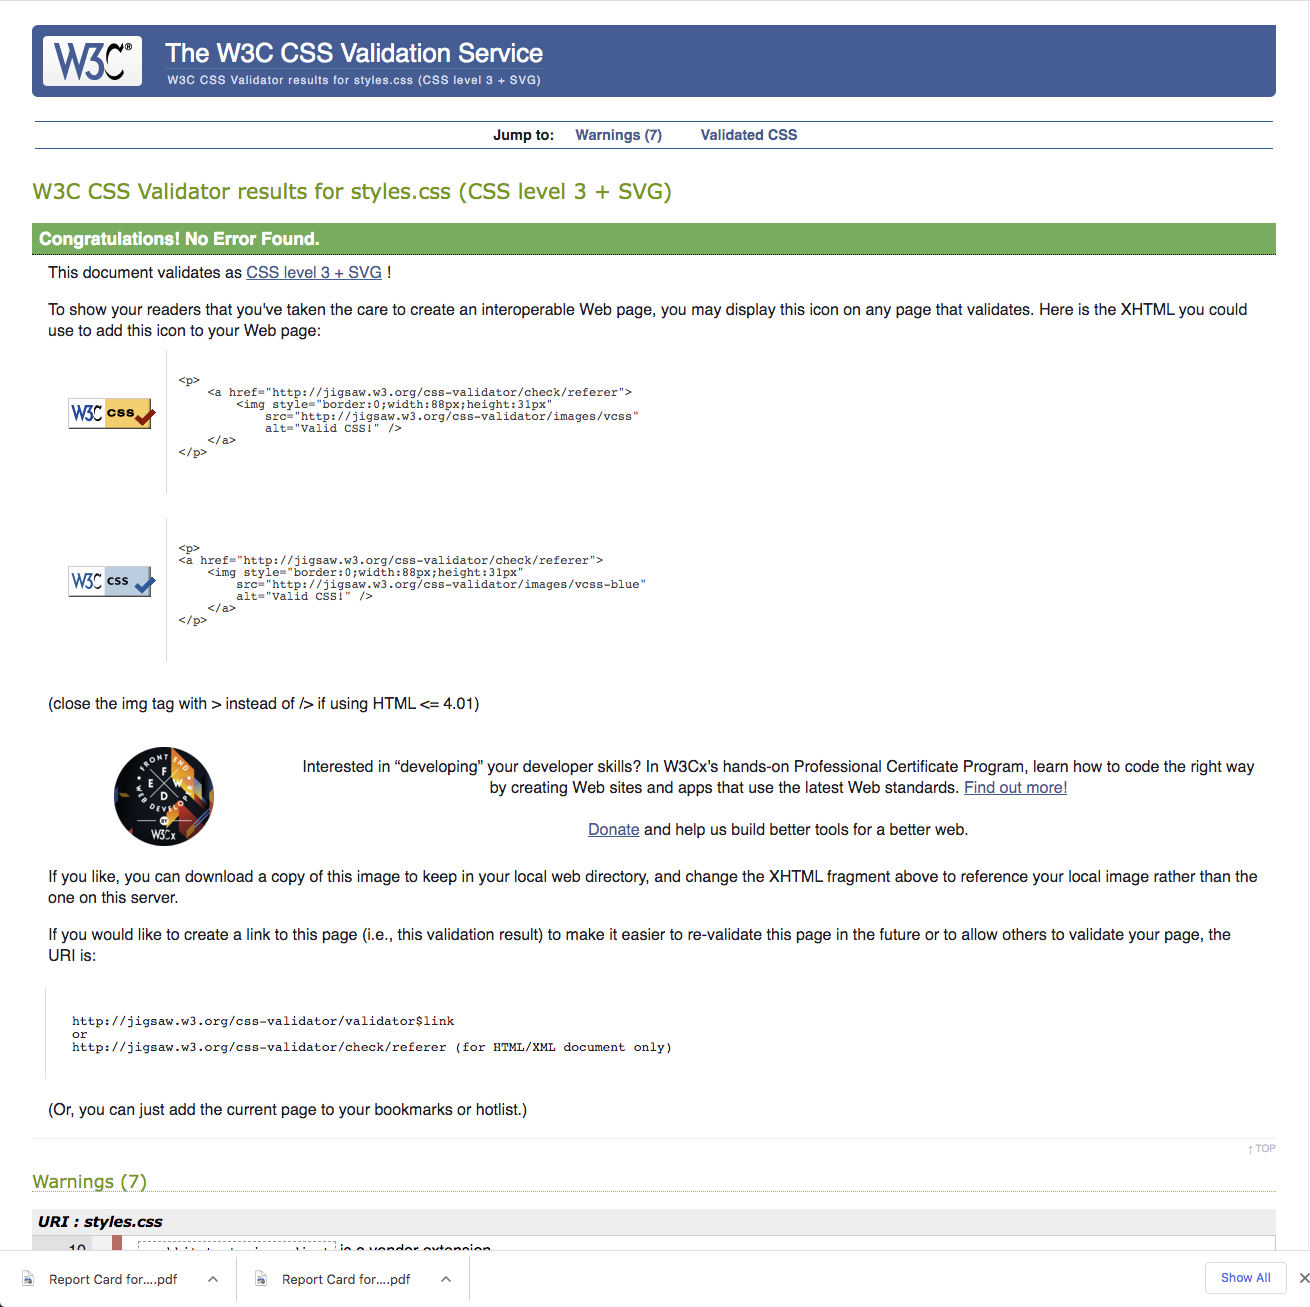 W3C®
The W3C CSS Validation Service
W3C CSS Validator results for styles.css (CSS level 3 + SVG)
Jump to: Warnings (7) Validated CSS
W3C CSS Validator results for styles.css (CSS level 3 + SVG)
Congratulations! No Error Found.
This document validates as CSS level 3 + SVG !
To show your readers that you've taken the care to create an interoperable Web page, you may display this icon on any page that validates. Here is the XHTML you could
use to add this icon to your Web page:
<p>
<a href="http://jigsaw.w3.org/css-validator/check/referer">
<img style="border:0;width:88px;height:31px"
src="http://jigsaw.w3.org/css-validator/images/vcss"
alt="Valid CSS!" />
</a>
</p>
W3C css
<p>
<a href="http://jigsaw.w3.org/css-validator/check/referer">
<img style="border:0;width:88px;height:31px"
src="http://jigsaw.w3.org/css-validator/images/vcss-blue"
alt="Valid CSS!" />
</a>
</p>
W3C css
(close the img tag with > instead of /> if using HTML <= 4.01)
FRONT END
F
E W
D
WEB DEVELOPER
BY
W3Cx
Interested in “developing” your developer skills? In W3Cx’s hands-on Professional Certificate Program, learn how to code the right way
by creating Web sites and apps that use the latest Web standards. Find out more!
Donate and help us build better tools for a better web.
If you like, you can download a copy of this image to keep in your local web directory, and change the XHTML fragment above to reference your local image rather than the
one on this server.
If you would like to create a link to this page (i.e., this validation result) to make it easier to re-validate this page in the future or to allow others to validate your page, the
URI is:
http://jigsaw.w3.org/css-validator/validator$link
or
http://jigsaw.w3.org/css-validator/check/referer (for HTML/XML document only)
(Or, you can just add the current page to your bookmarks or hotlist.)
↑ TOP
Warnings (7)
URI : styles.css
10 is a vendor extension
Report Card for....pdf Report Card for....pdf Show All